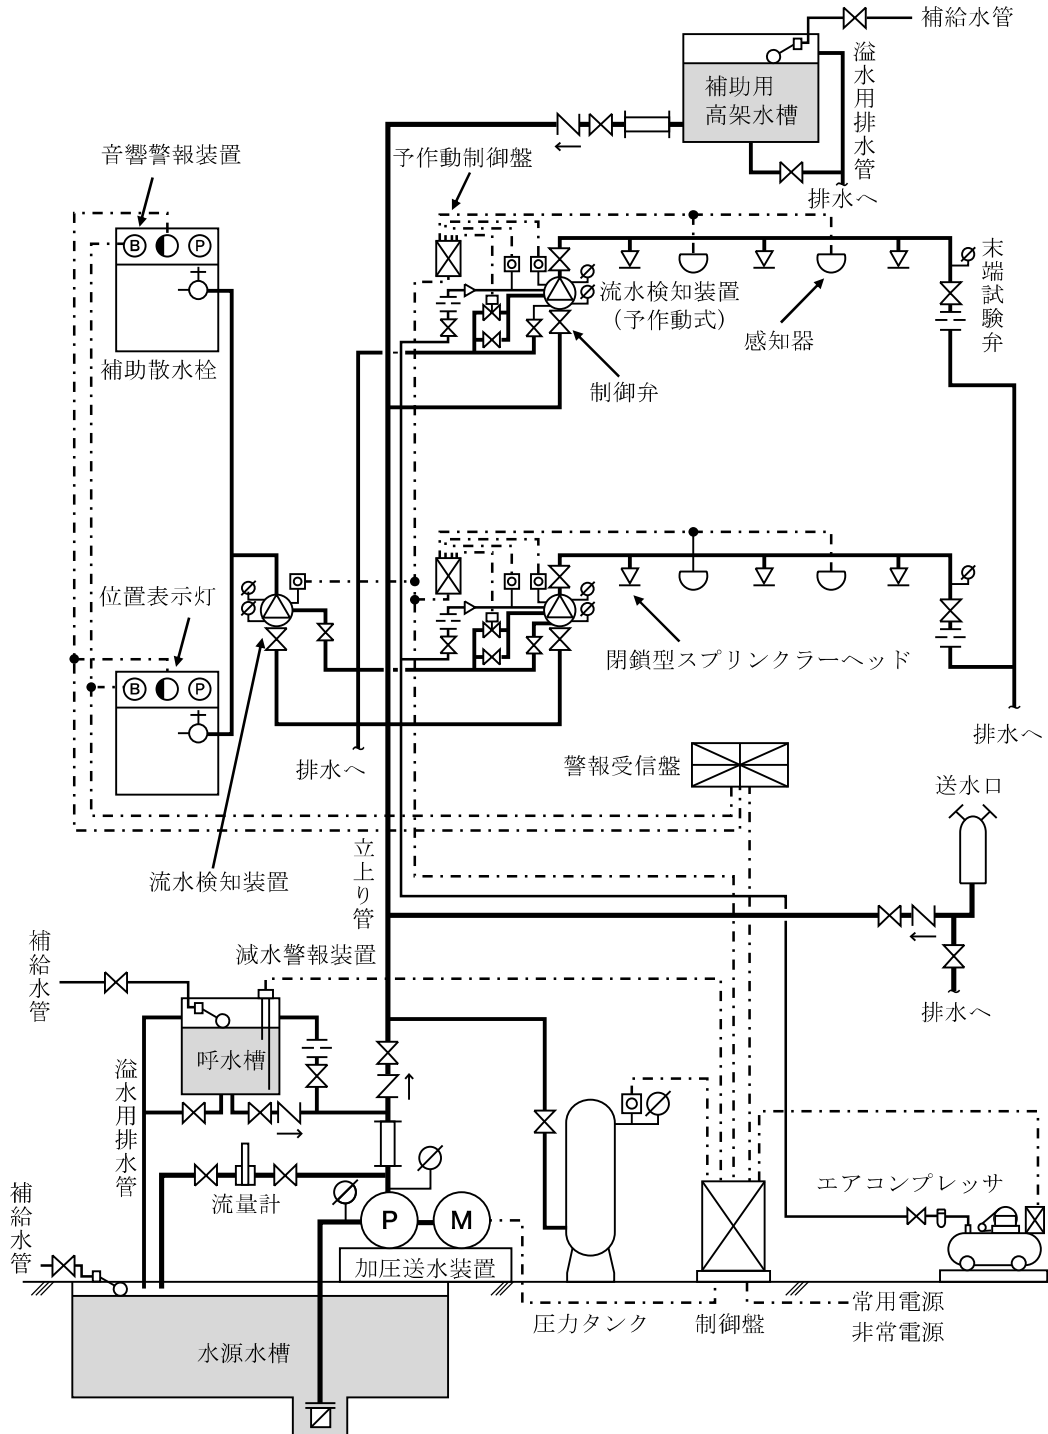 補給水管
溢水用排水管
補助用
高架水槽
排水へ
音響警報装置
予作動制御盤
B
P
流水検知装置
(予作動式)
感知器
末端試験弁
補助散水栓
制御弁
位置表示灯
B
P
閉鎖型スプリンクラーヘッド
排水へ
排水へ
警報受信盤
送水口
流水検知装置
立上り管
補給水管
減水警報装置
排水へ
呼水槽
溢水用排水管
補給水管
流量計
P
M
加圧送水装置
エアコンプレッサ
圧力タンク
制御盤
常用電源
非常電源
水源水槽